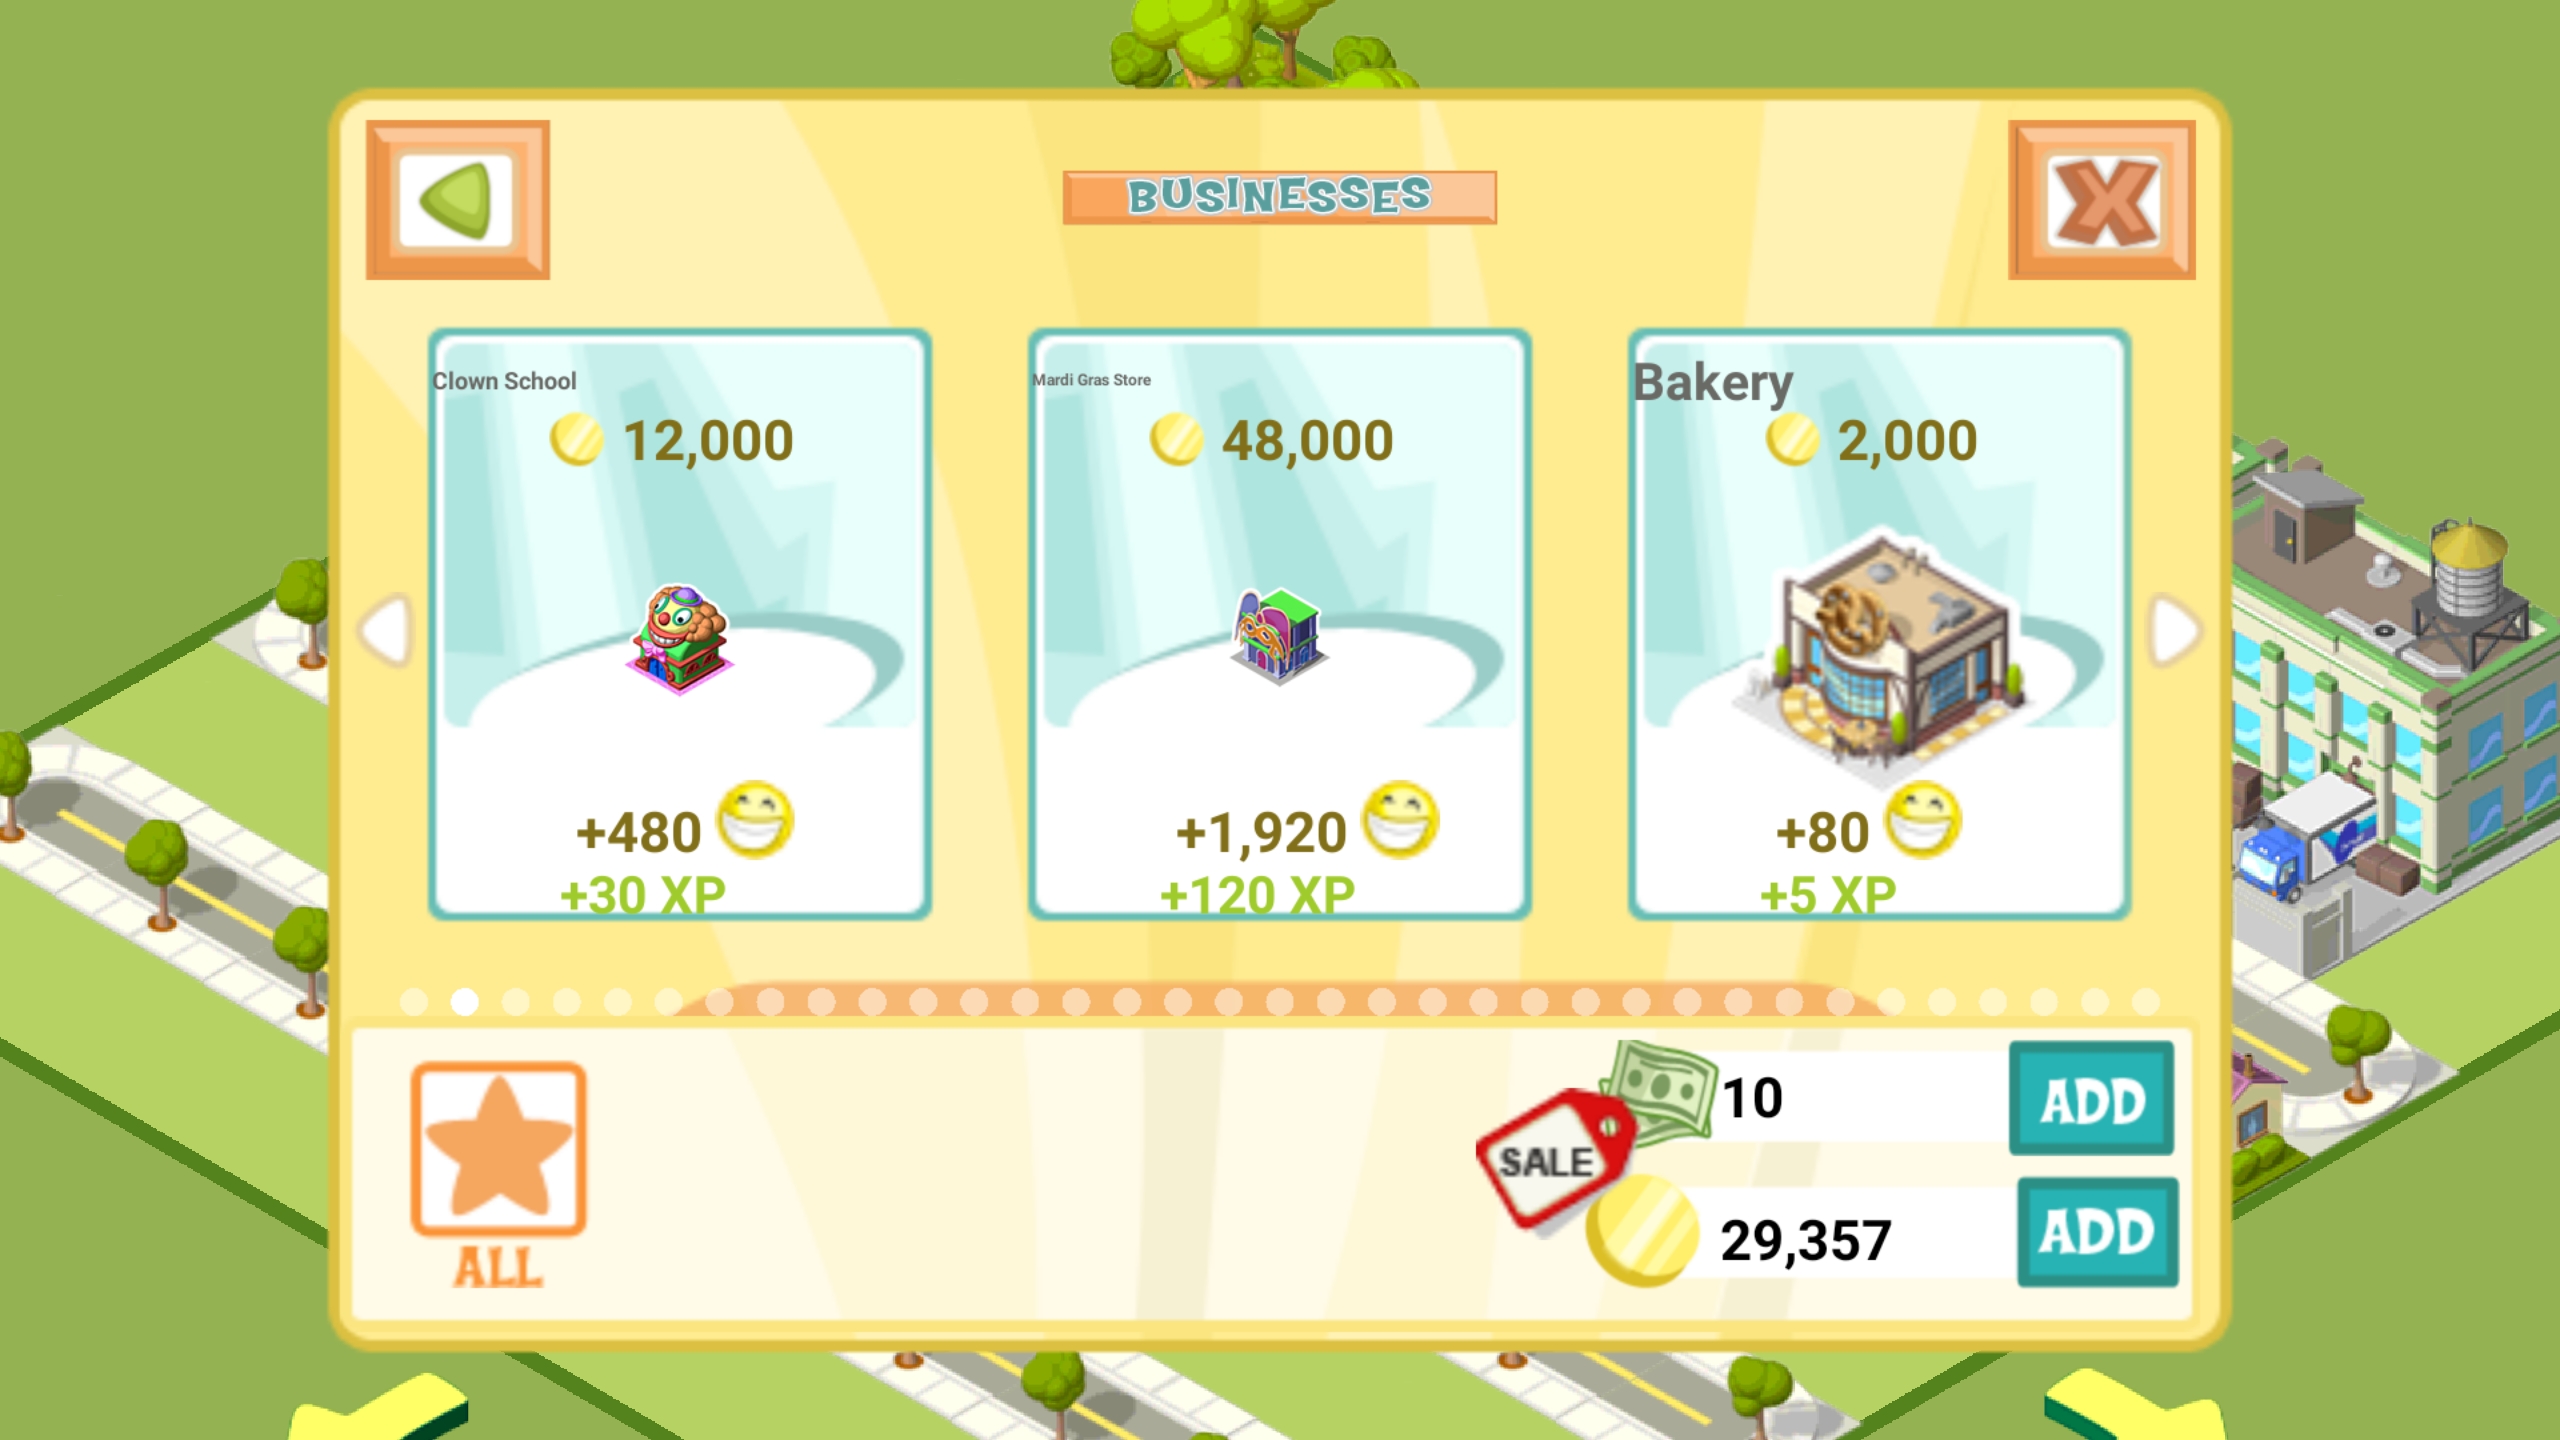 BUSINESSES
Clown School
12,000
+480
+30 XP
Mardi Gras Store
48,000
+1,920
+120 XP
Bakery
2,000
+80
+5 XP
ALL
SALE
10
ADD
29,357
ADD